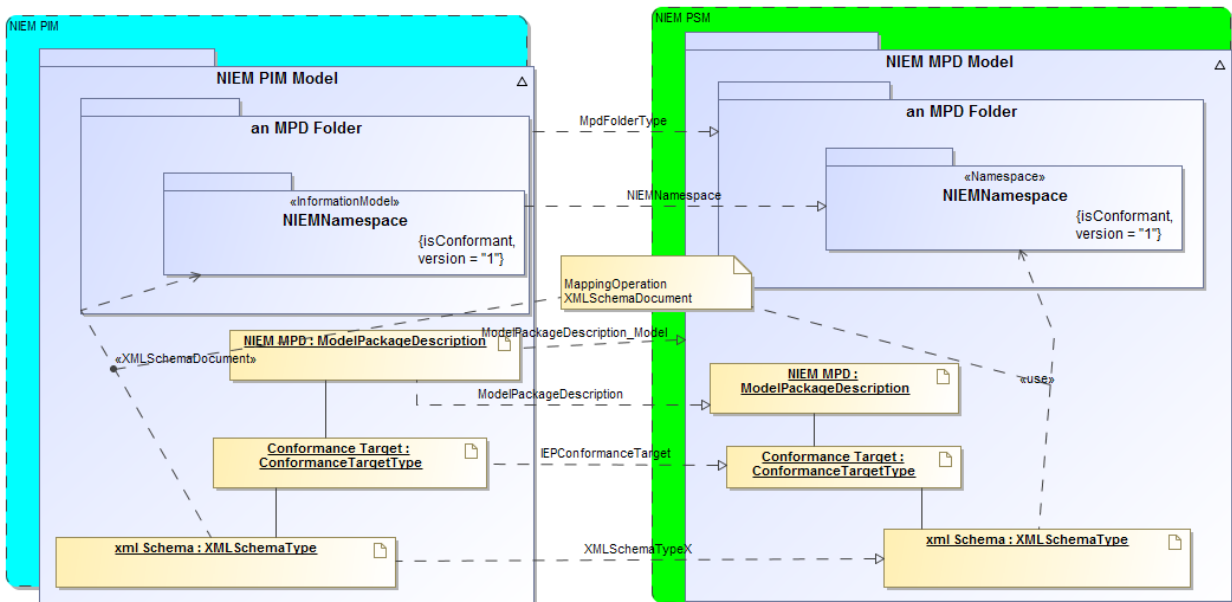 NIEM PIM
NIEM PSM
NIEM PIM Model
NIEM MPD Model
an MPD Folder
an MPD Folder
MpdFolderType
«InformationModel»
NIEMNamespace
{isConformant,
version = "1"}
NIEMNamespace
«Namespace»
NIEMNamespace
{isConformant,
version = "1"}
MappingOperation
XMLSchemaDocument
NIEM MPD : ModelPackageDescription
ModelPackageDescription_Model
«XMLSchemaDocument»
«use»
ModelPackageDescription
NIEM MPD :
ModelPackageDescription
Conformance Target :
ConformanceTargetType
IEPConformanceTarget
Conformance Target :
ConformanceTargetType
xml Schema : XMLSchemaType
XMLSchemaTypeX
xml Schema : XMLSchemaType